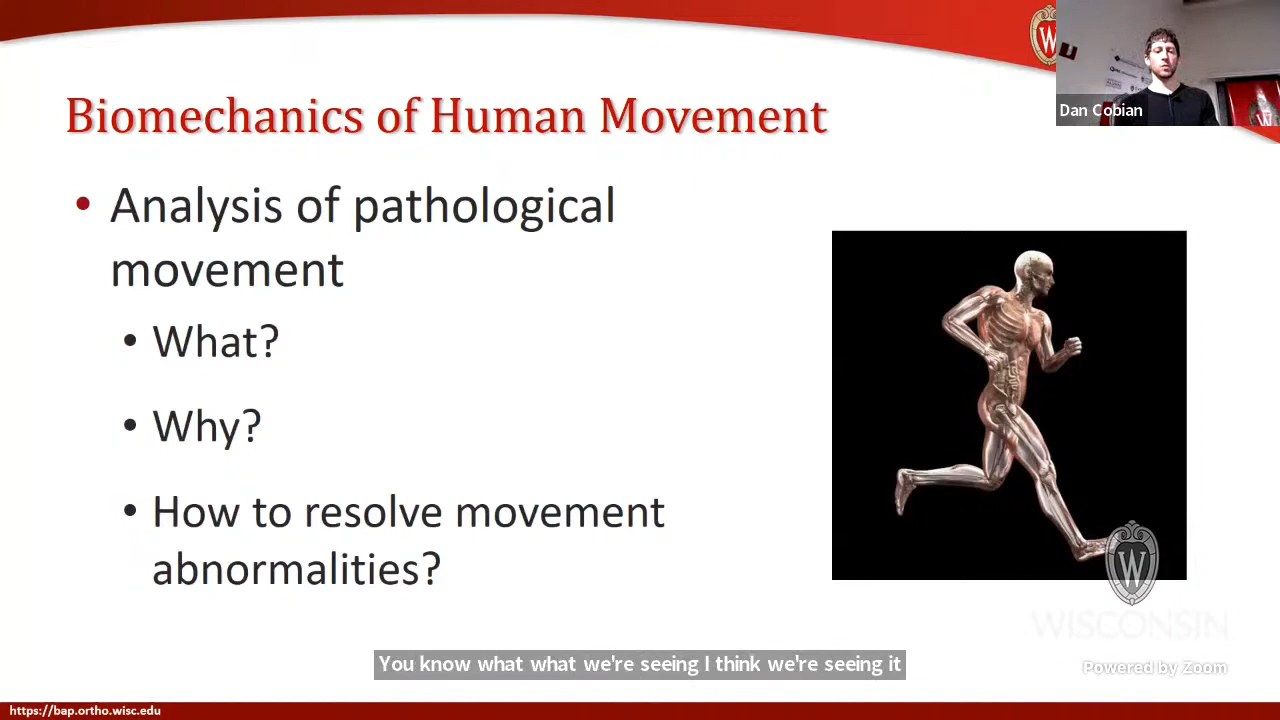 W
Dan Cobian
Biomechanics of Human Movement
• Analysis of pathological
movement
• What?
• Why?
• How to resolve movement
abnormalities?
W
WISCONSIN
You know what what we're seeing I think we're seeing it
Powered by Zoom
https://bap.ortho.wisc.edu